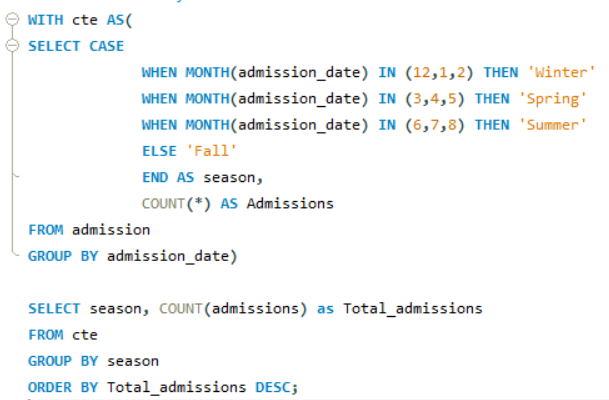 WITH cte AS(
SELECT CASE
WHEN MONTH(admission_date) IN (12,1,2) THEN 'Winter'
WHEN MONTH(admission_date) IN (3,4,5) THEN 'Spring'
WHEN MONTH(admission_date) IN (6,7,8) THEN 'Summer'
ELSE 'Fall'
END AS season,
COUNT(*) AS Admissions
FROM admission
GROUP BY admission_date)
SELECT season, COUNT(admissions) as Total_admissions
FROM cte
GROUP BY season
ORDER BY Total_admissions DESC;